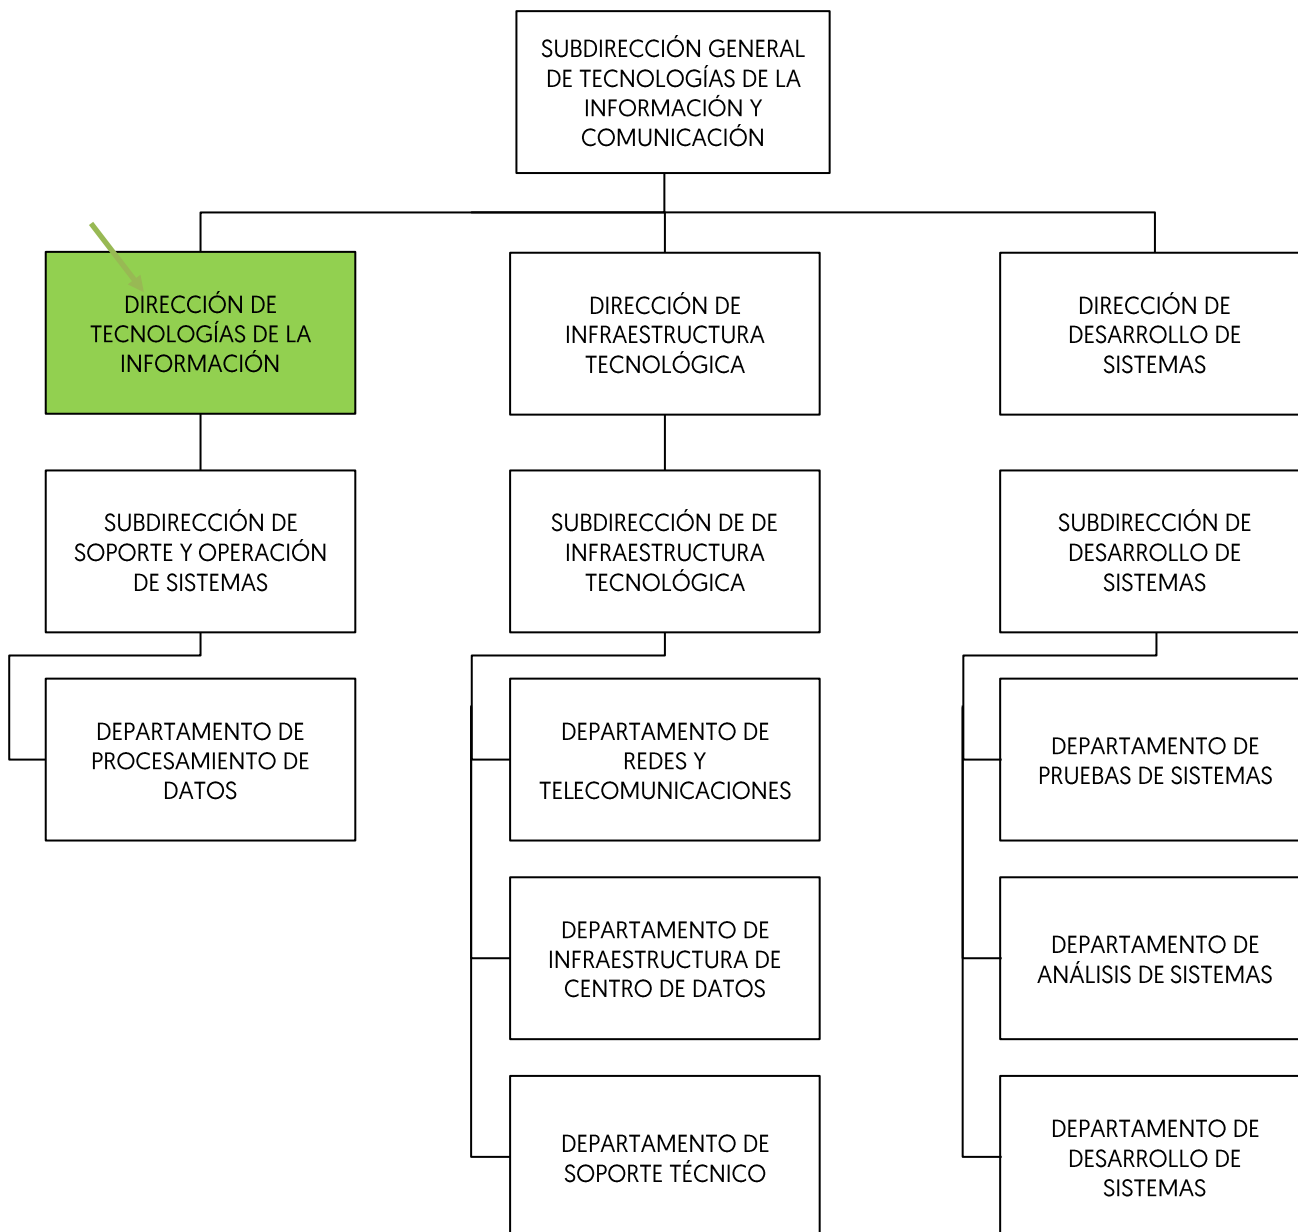 SUBDIRECCIÓN GENERAL
DE TECNOLOGÍAS DE LA
INFORMACIÓN Y
COMUNICACIÓN
DIRECCIÓN DE
TECNOLOGÍAS DE LA
INFORMACIÓN
DIRECCIÓN DE
INFRAESTRUCTURA
TECNOLÓGICA
DIRECCIÓN DE
DESARROLLO DE
SISTEMAS
SUBDIRECCIÓN DE
SOPORTE Y OPERACIÓN
DE SISTEMAS
SUBDIRECCIÓN DE DE
INFRAESTRUCTURA
TECNOLÓGICA
SUBDIRECCIÓN DE
DESARROLLO DE
SISTEMAS
DEPARTAMENTO DE
PROCESAMIENTO DE
DATOS
DEPARTAMENTO DE
REDES Y
TELECOMUNICACIONES
DEPARTAMENTO DE
PRUEBAS DE SISTEMAS
DEPARTAMENTO DE
INFRAESTRUCTURA DE
CENTRO DE DATOS
DEPARTAMENTO DE
ANÁLISIS DE SISTEMAS
DEPARTAMENTO DE
SOPORTE TÉCNICO
DEPARTAMENTO DE
DESARROLLO DE
SISTEMAS